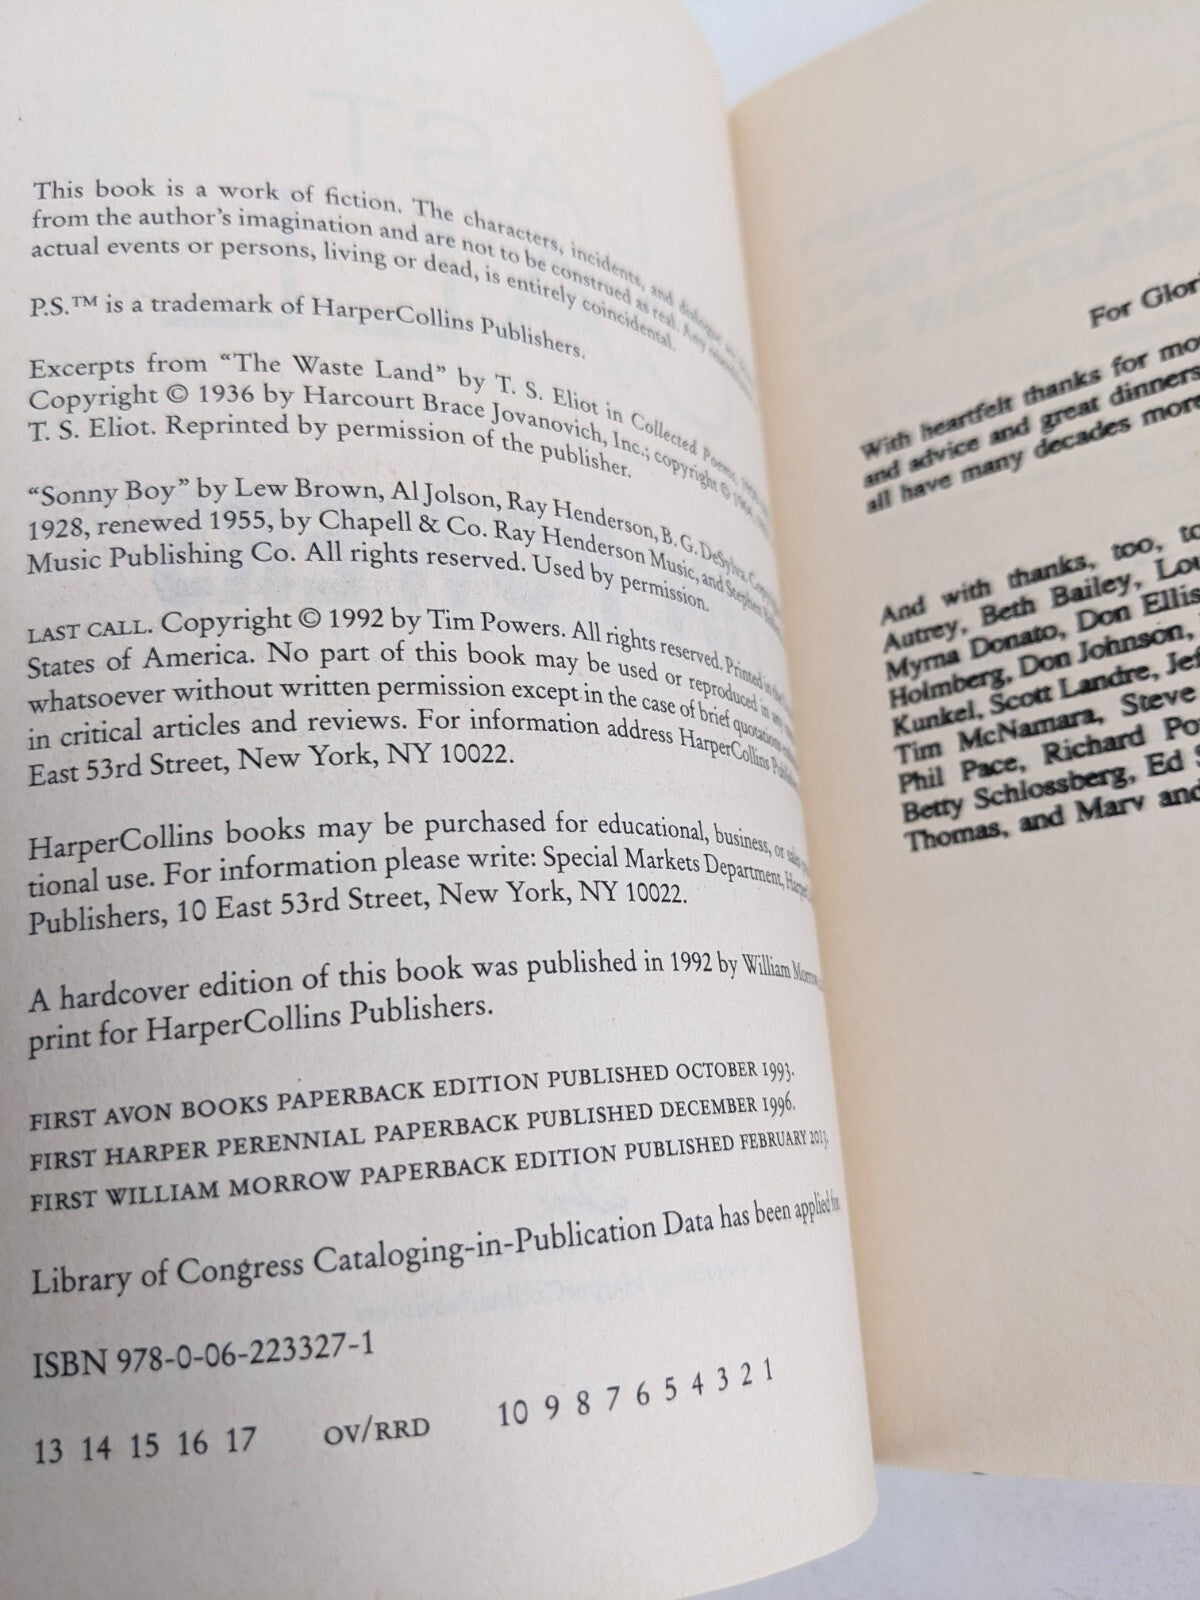 This book is a work of fiction. The characters, incidents, and dialogue are
from the author's imagination and are not to be construed as real. Any
actual events or persons, living or dead, is entirely coincidental.
P.S.™ is a trademark of HarperCollins Publishers.
Excerpts from "The Waste Land" by T. S. Eliot in Collected Poems
Copyright © 1936 by Harcourt Brace Jovanovich, Inc.; copyright ©
T. S. Eliot. Reprinted by permission of the publisher.
"Sonny Boy" by Lew Brown, Al Jolson, Ray Henderson, B. G. DeSylva.
1928, renewed 1955, by Chapell & Co. Ray Henderson Music, and Stephen
Music Publishing Co. All rights reserved. Used by permission.
LAST CALL. Copyright © 1992 by Tim Powers. All rights reserved. Printed in the
States of America. No part of this book may be used or reproduced in any
whatsoever without written permission except in the case of brief quotations
in critical articles and reviews. For information address HarperCollins
East 53rd Street, New York, NY 10022.
HarperCollins books may be purchased for educational, business, or sales
tional use. For information please write: Special Markets Department, Harper
Publishers, 10 East 53rd Street, New York, NY 10022.
A hardcover edition of this book was published in 1992 by William Morrow
print for HarperCollins Publishers.
FIRST AVON BOOKS PAPERBACK EDITION PUBLISHED OCTOBER 1993.
FIRST HARPER PERENNIAL PAPERBACK PUBLISHED DECEMBER 1996.
FIRST WILLIAM MORROW PAPERBACK EDITION PUBLISHED FEBRUARY 2013.
Library of Congress Cataloging-in-Publication Data has been applied for
ISBN 978-0-06-223327-1
13 14 15 16 17 OV/RRD 10 9 8 7 6 5 4 3 2 1
For Glor
With heartfelt thanks for mo
and advice and great dinners
all have many decades more
And with thanks, too, to
Autrey, Beth Bailey, Lou
Myrna Donato, Don Ellis
Holmberg, Don Johnson,
Kunkel, Scott Landre, Jef
Tim McNamara, Steve
Phil Pace, Richard Po
Betty Schlossberg, Ed S
Thomas, and Marv and